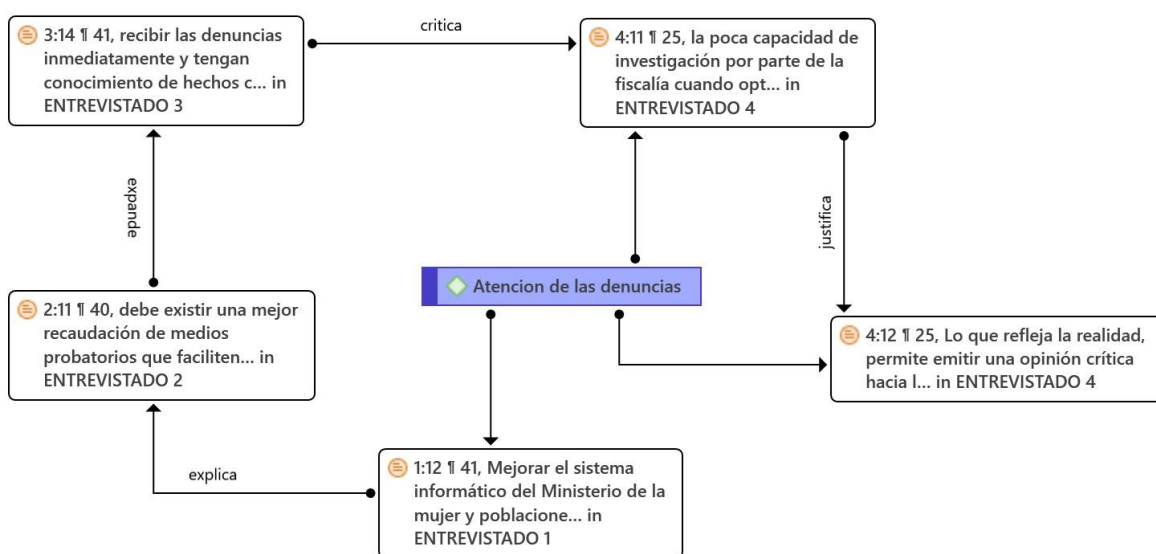 3:14 ¶ 41, recibir las denuncias
inmediatamente y tengan
conocimiento de hechos c... in
ENTREVISTADO 3
critica
4:11 ¶ 25, la poca capacidad de
investigación por parte de la
fiscalía cuando opt... in
ENTREVISTADO 4
expande
justifica
Atencion de las denuncias
2:11 ¶ 40, debe existir una mejor
recaudación de medios
probatorios que faciliten... in
ENTREVISTADO 2
4:12 ¶ 25, Lo que refleja la realidad,
permite emitir una opinión crítica
hacia l... in ENTREVISTADO 4
explica
1:12 ¶ 41, Mejorar el sistema
informático del Ministerio de la
mujer y poblacione... in
ENTREVISTADO 1